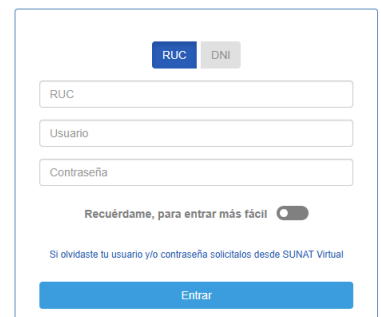 RUC DNI
RUC
Usuario
Contraseña
Recuérdame, para entrar más fácil
Si olvidaste tu usuario y/o contraseña solicitalos desde SUNAT Virtual
Entrar